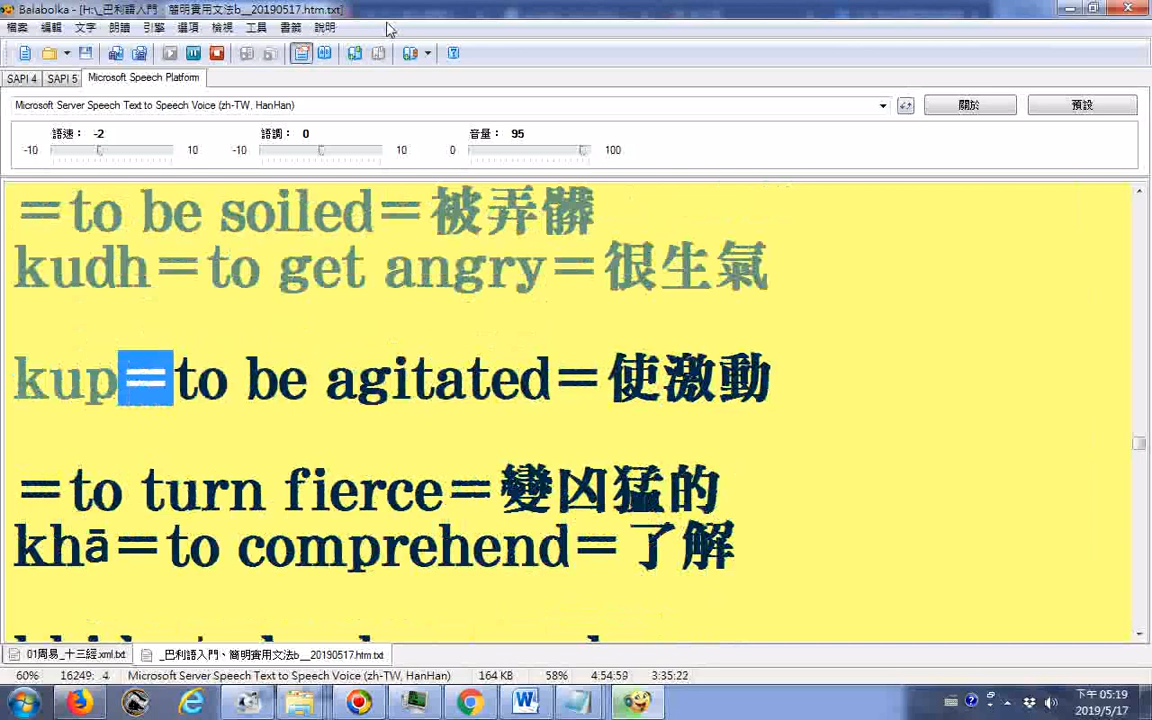 Balabolka - [H:\_巴利語入門、簡明實用文法b__20190517.htm.txt]
檔案 編輯 文字 朗讀 引擎 選項 檢視 工具 書籤 說明
SAPI 4 SAPI 5 Microsoft Speech Platform
Microsoft Server Speech Text to Speech Voice (zh-TW, HanHan) 關於 預設
語速： -2 語調： 0 音量： 95
-10 10 -10 10 0 100
＝to be soiled＝被弄髒
kudh＝to get angry＝很生氣
kup＝to be agitated＝使激動
＝to turn fierce＝變凶猛的
khā＝to comprehend＝了解
01周易_十三經.xml.txt _巴利語入門、簡明實用文法b__20190517.htm.txt
60% 16249: 4 Microsoft Server Speech Text to Speech Voice (zh-TW, HanHan) 164 KB 58% 4:54:59 3:35:22
下午 05:19
2019/5/17